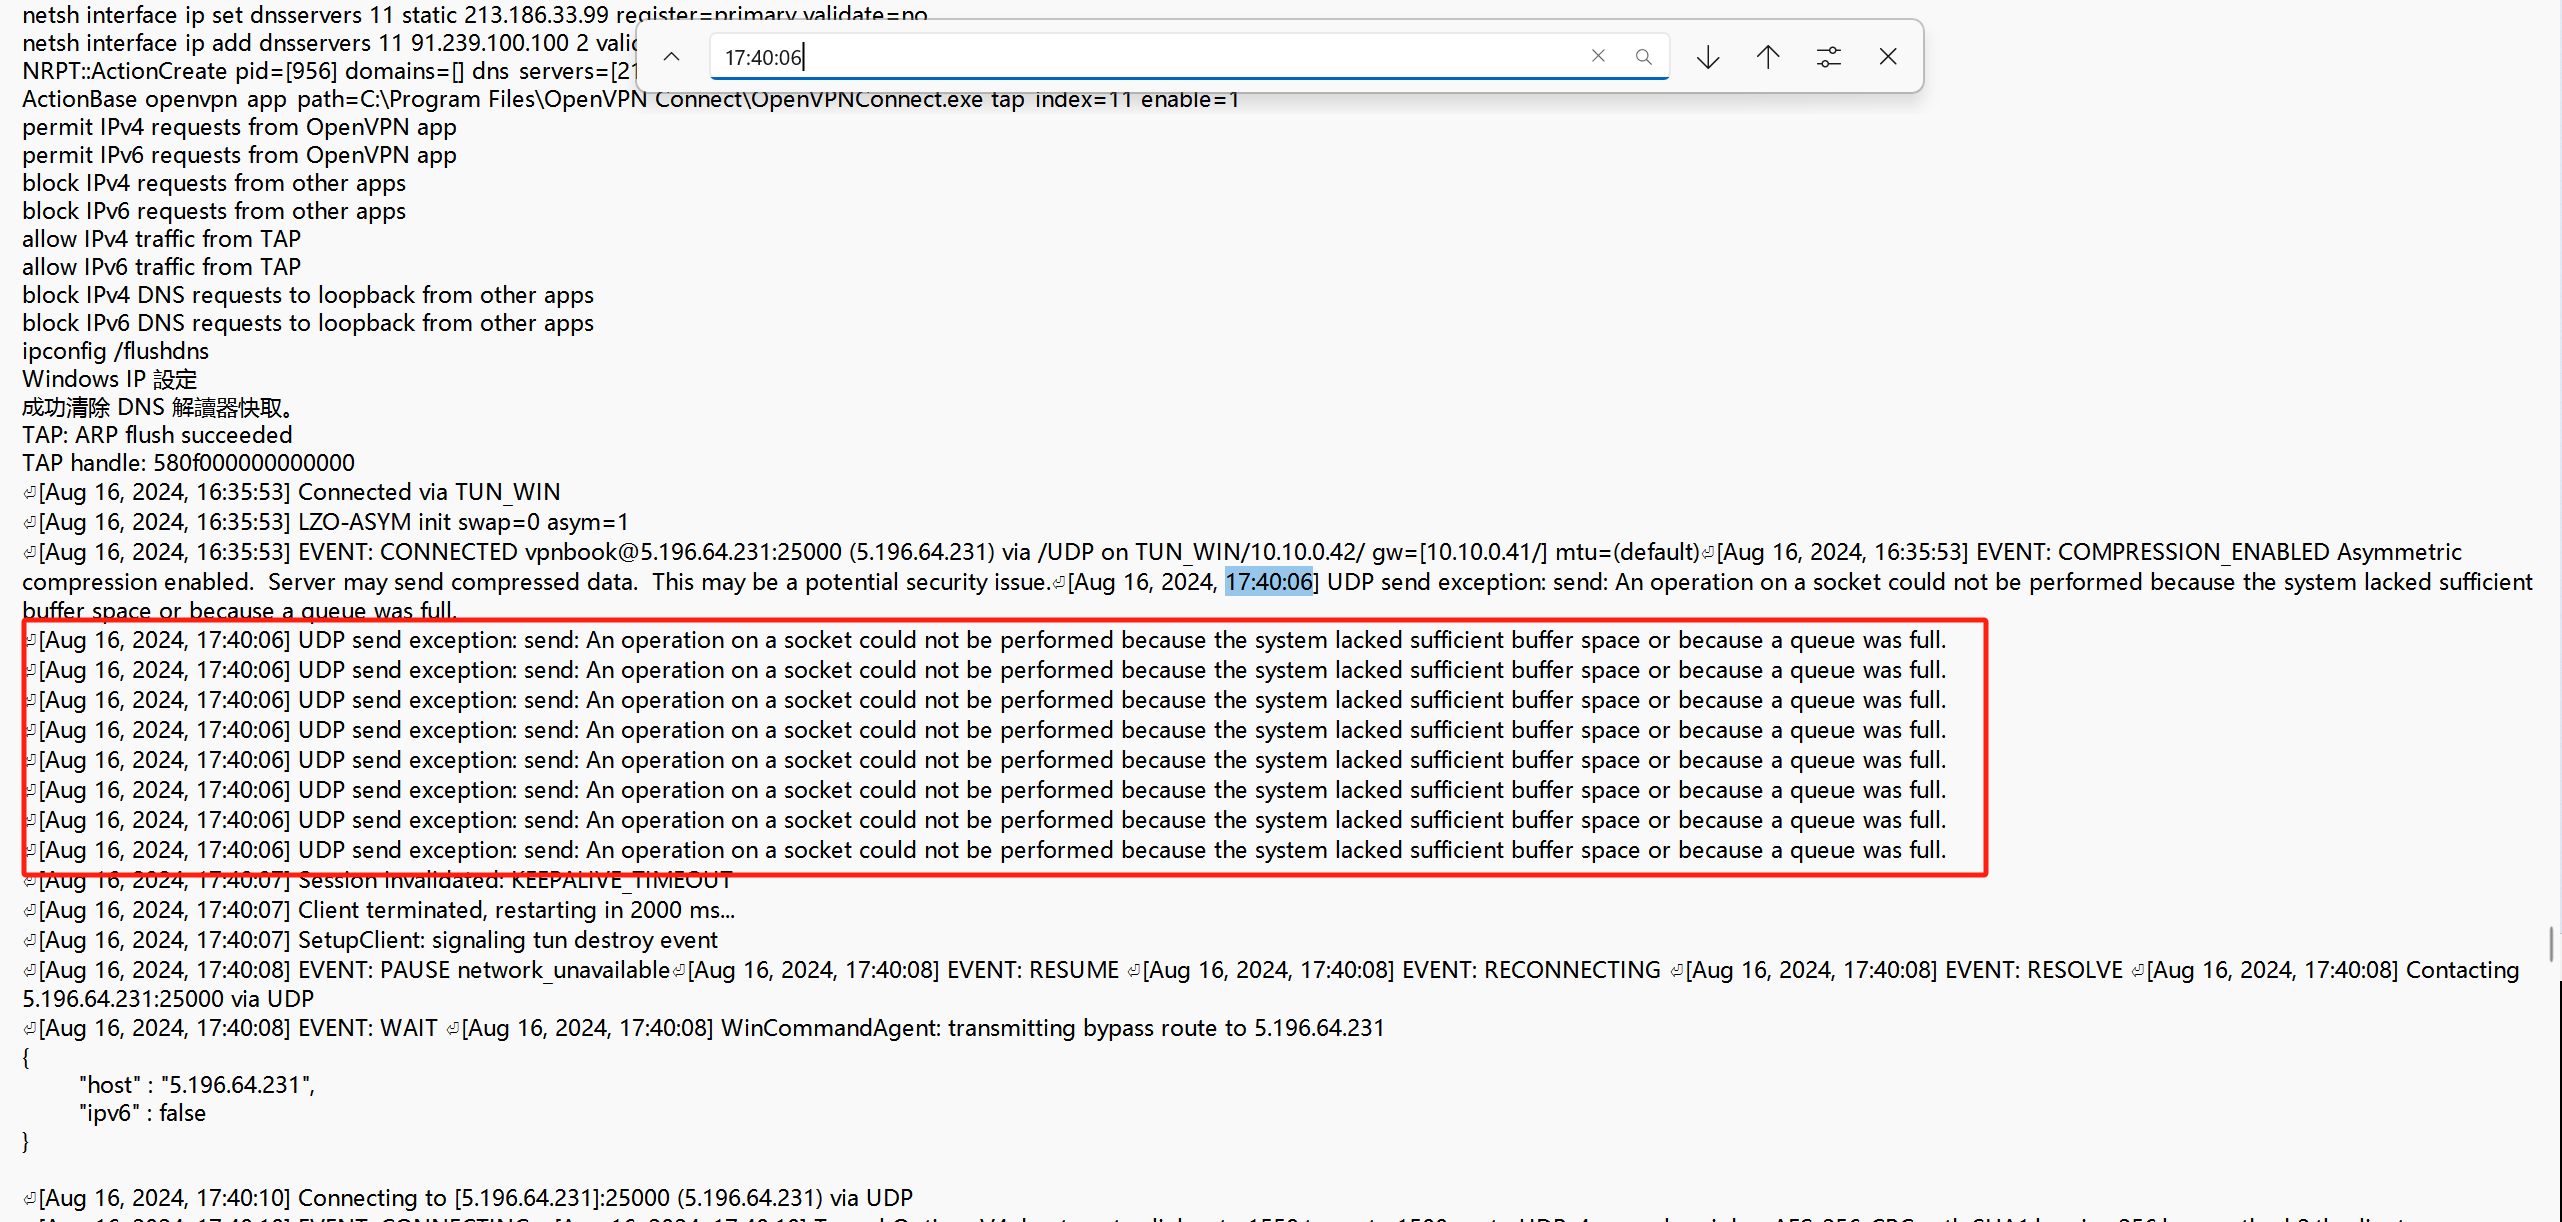 netsh interface ip set dnsservers 11 static 213.186.33.99 register=primary validate=no
netsh interface ip add dnsservers 11 91.239.100.100 2
17:40:06
NRPT::ActionCreate pid=[956] domains=[] dns servers=[
ActionBase openvpn app path=C:\Program Files\OpenVPN Connect\OpenVPNConnect.exe tap index=11 enable=1
permit IPv4 requests from OpenVPN app
permit IPv6 requests from OpenVPN app
block IPv4 requests from other apps
block IPv6 requests from other apps
allow IPv4 traffic from TAP
allow IPv6 traffic from TAP
block IPv4 DNS requests to loopback from other apps
block IPv6 DNS requests to loopback from other apps
ipconfig /flushdns
Windows IP 設定
成功清除 DNS 解讀器快取。
TAP: ARP flush succeeded
TAP handle: 580f000000000000
⏎[Aug 16, 2024, 16:35:53] Connected via TUN_WIN
⏎[Aug 16, 2024, 16:35:53] LZO-ASYM init swap=0 asym=1
⏎[Aug 16, 2024, 16:35:53] EVENT: CONNECTED vpnbook@5.196.64.231:25000 (5.196.64.231) via /UDP on TUN_WIN/10.10.0.42/ gw=[10.10.0.41/] mtu=(default)⏎[Aug 16, 2024, 16:35:53] EVENT: COMPRESSION_ENABLED Asymmetric
compression enabled.  Server may send compressed data.  This may be a potential security issue.⏎[Aug 16, 2024, 17:40:06] UDP send exception: send: An operation on a socket could not be performed because the system lacked sufficient
buffer space or because a queue was full.
⏎[Aug 16, 2024, 17:40:06] UDP send exception: send: An operation on a socket could not be performed because the system lacked sufficient buffer space or because a queue was full.
⏎[Aug 16, 2024, 17:40:06] UDP send exception: send: An operation on a socket could not be performed because the system lacked sufficient buffer space or because a queue was full.
⏎[Aug 16, 2024, 17:40:06] UDP send exception: send: An operation on a socket could not be performed because the system lacked sufficient buffer space or because a queue was full.
⏎[Aug 16, 2024, 17:40:06] UDP send exception: send: An operation on a socket could not be performed because the system lacked sufficient buffer space or because a queue was full.
⏎[Aug 16, 2024, 17:40:06] UDP send exception: send: An operation on a socket could not be performed because the system lacked sufficient buffer space or because a queue was full.
⏎[Aug 16, 2024, 17:40:06] UDP send exception: send: An operation on a socket could not be performed because the system lacked sufficient buffer space or because a queue was full.
⏎[Aug 16, 2024, 17:40:06] UDP send exception: send: An operation on a socket could not be performed because the system lacked sufficient buffer space or because a queue was full.
⏎[Aug 16, 2024, 17:40:06] UDP send exception: send: An operation on a socket could not be performed because the system lacked sufficient buffer space or because a queue was full.
⏎[Aug 16, 2024, 17:40:07] Session invalidated: KEEPALIVE_TIMEOUT
⏎[Aug 16, 2024, 17:40:07] Client terminated, restarting in 2000 ms...
⏎[Aug 16, 2024, 17:40:07] SetupClient: signaling tun destroy event
⏎[Aug 16, 2024, 17:40:08] EVENT: PAUSE network_unavailable⏎[Aug 16, 2024, 17:40:08] EVENT: RESUME ⏎[Aug 16, 2024, 17:40:08] EVENT: RECONNECTING ⏎[Aug 16, 2024, 17:40:08] EVENT: RESOLVE ⏎[Aug 16, 2024, 17:40:08] Contacting
5.196.64.231:25000 via UDP
⏎[Aug 16, 2024, 17:40:08] EVENT: WAIT ⏎[Aug 16, 2024, 17:40:08] WinCommandAgent: transmitting bypass route to 5.196.64.231
{
"host" : "5.196.64.231",
"ipv6" : false
}
⏎[Aug 16, 2024, 17:40:10] Connecting to [5.196.64.231]:25000 (5.196.64.231) via UDP